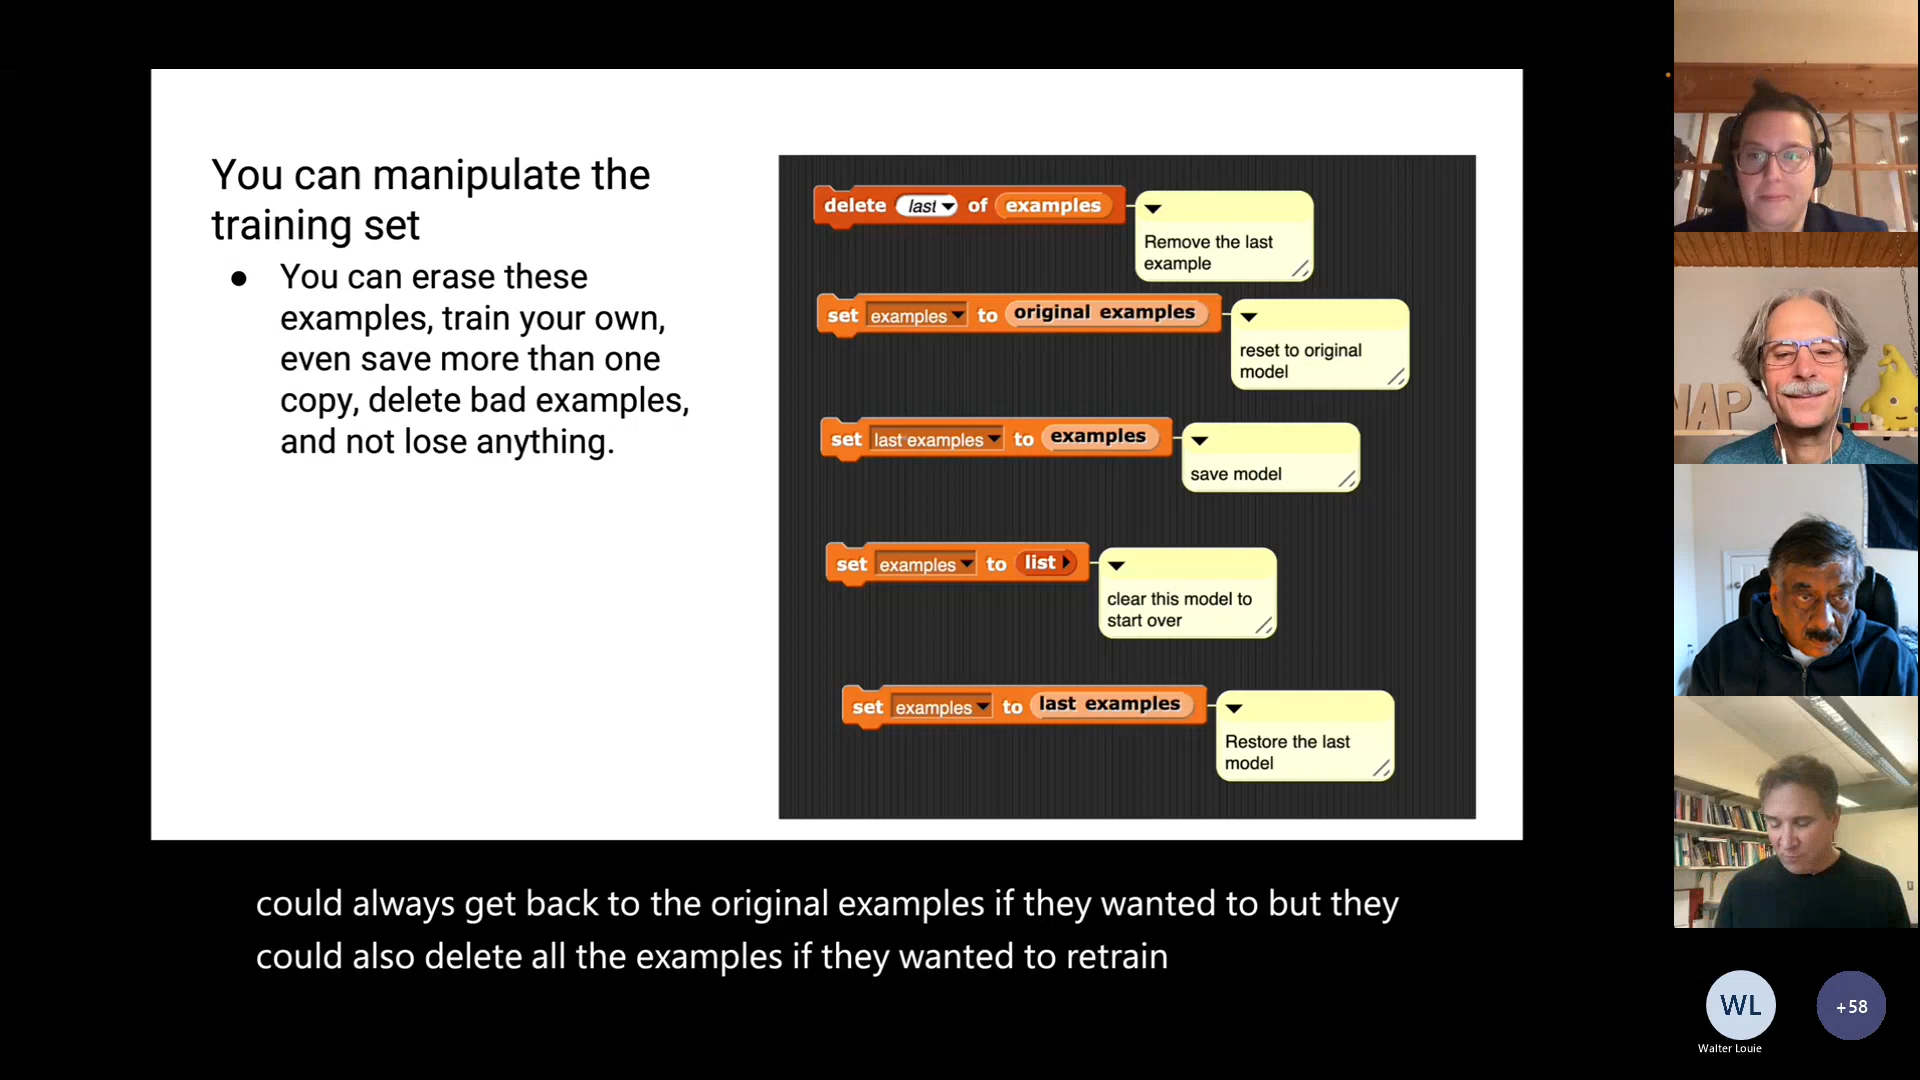 You can manipulate the
training set
● You can erase these
examples, train your own,
even save more than one
copy, delete bad examples,
and not lose anything.
delete last of examples
Remove the last
example
set examples to original examples
reset to original
model
set last examples to examples
save model
set examples to list
clear this model to
start over
set examples to last examples
Restore the last
model
could always get back to the original examples if they wanted to but they
could also delete all the examples if they wanted to retrain
NAP
WL
+58
Walter Louie